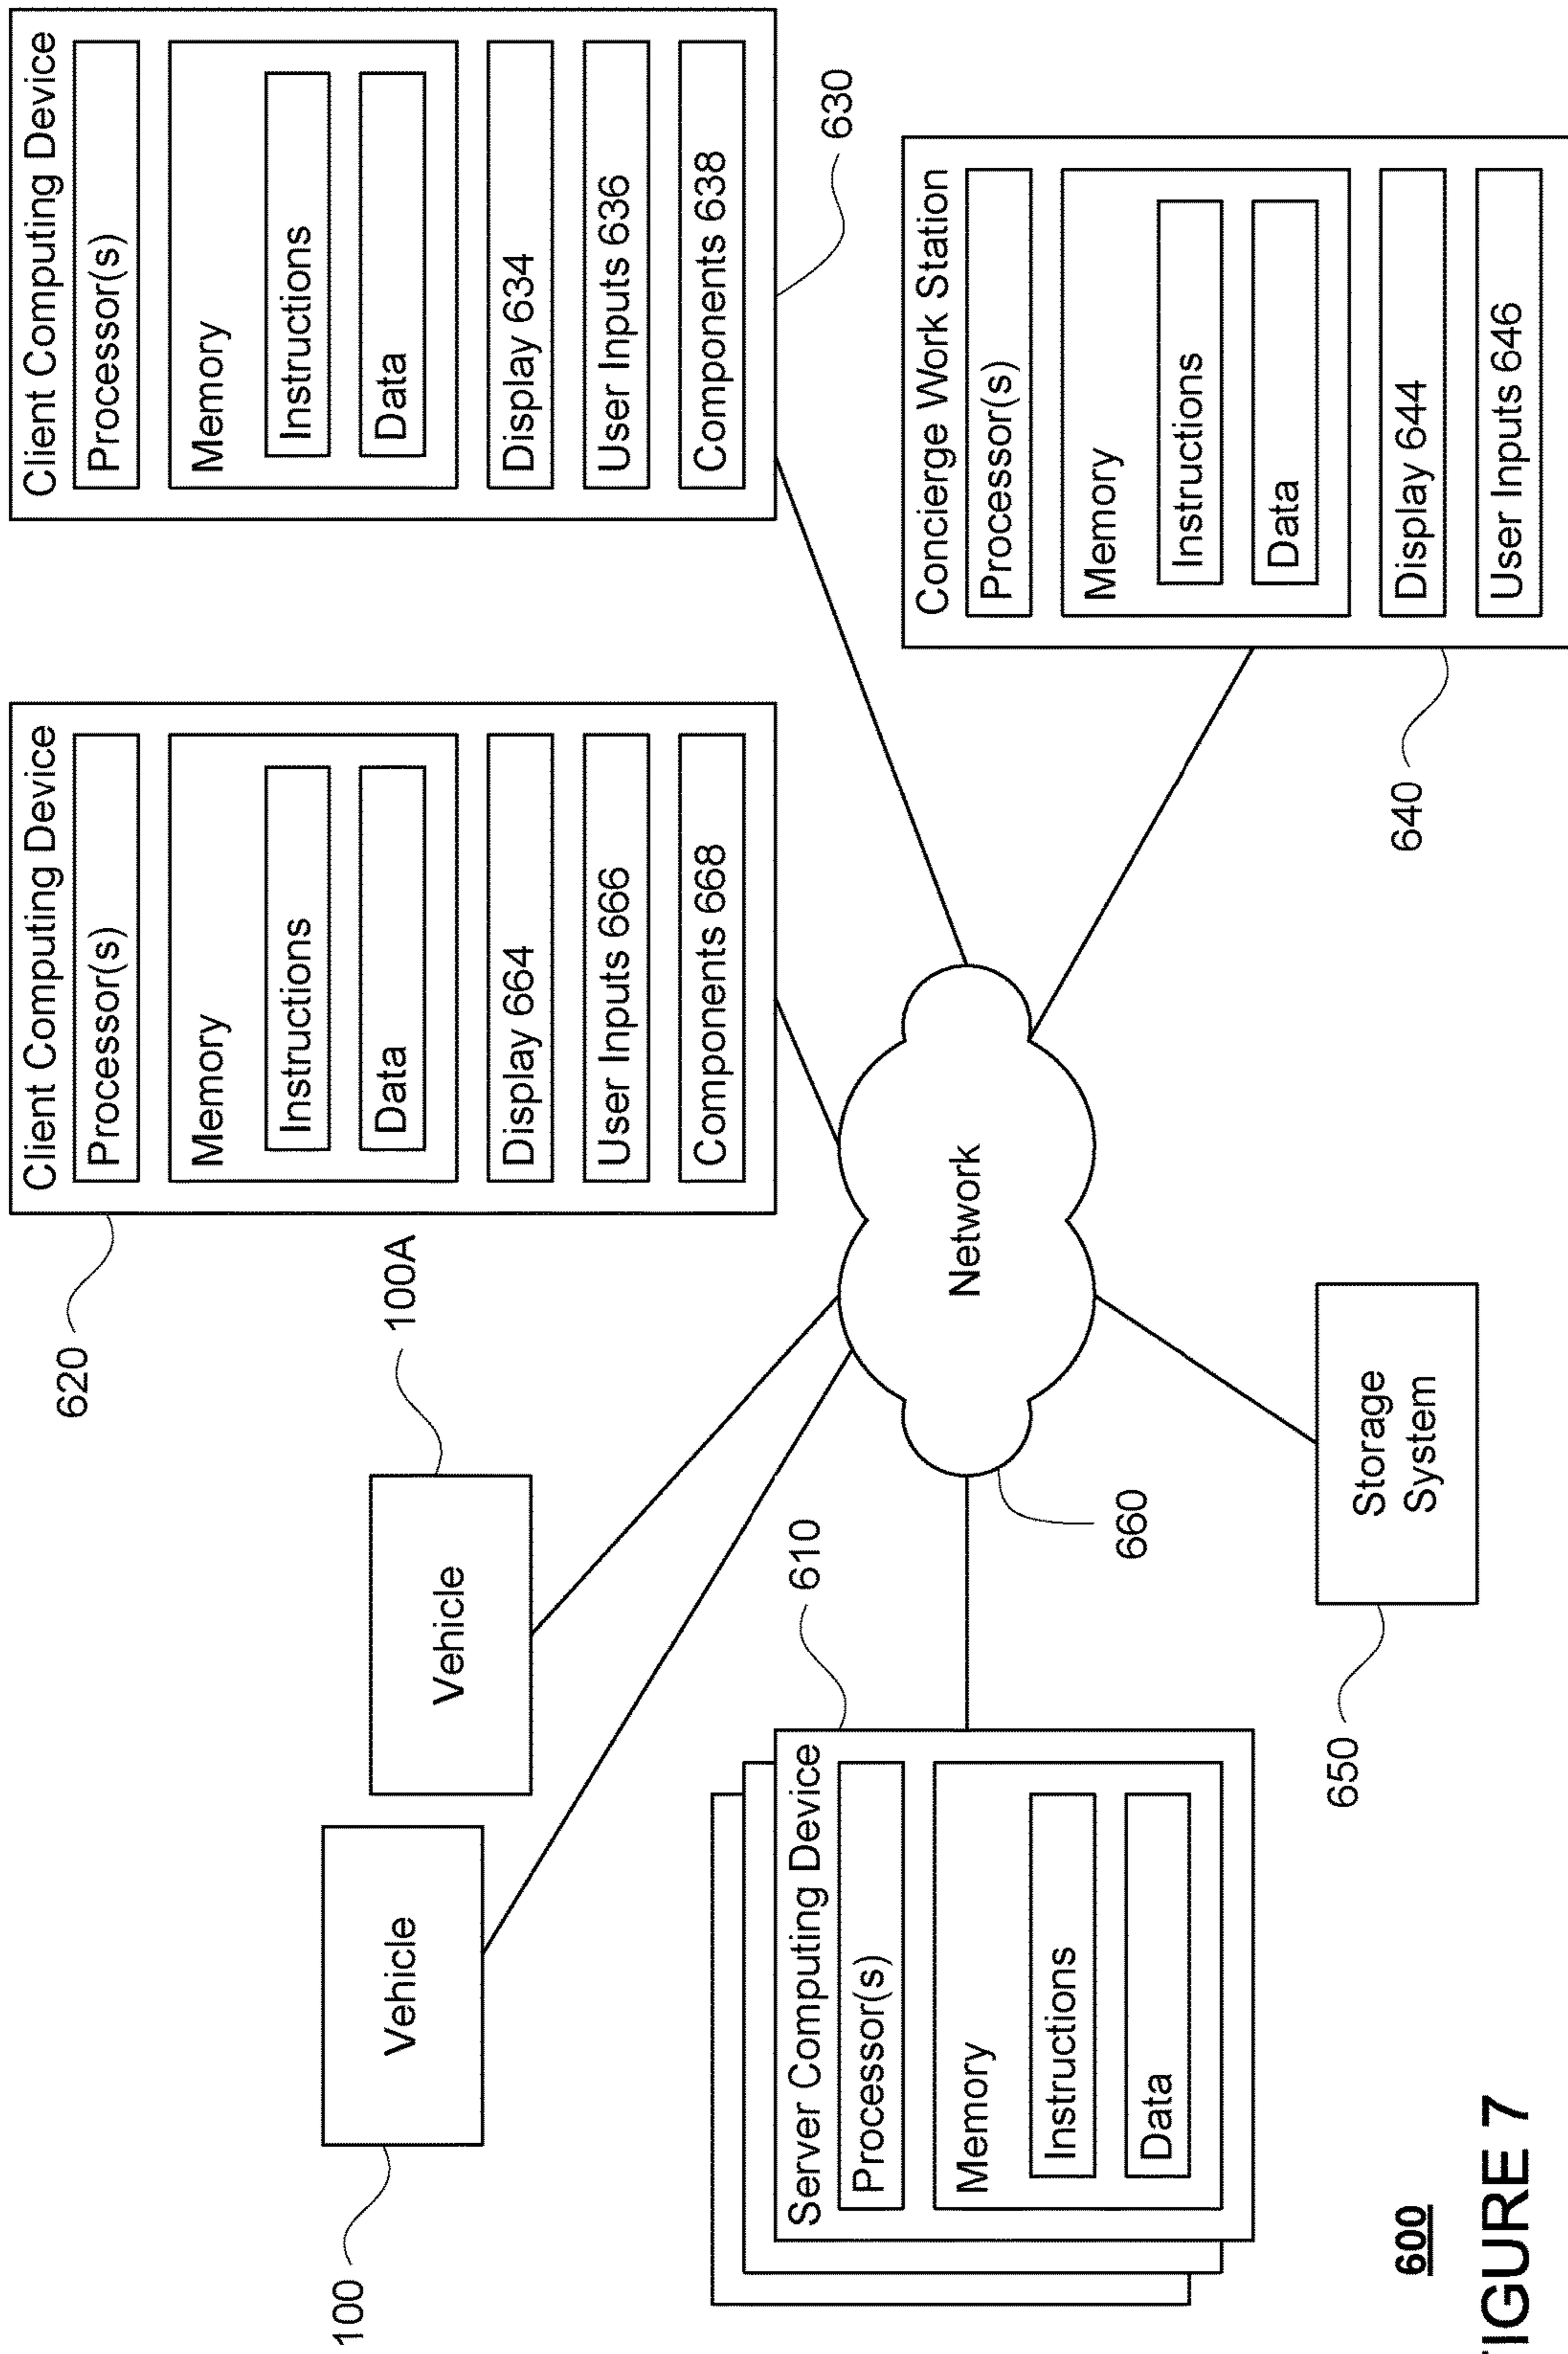 Client Computing Device
Processor(s)
Memory
Instructions
Data
Display 664
User Inputs 666
Components 668
620
Client Computing Device
Processor(s)
Memory
Instructions
Data
Display 634
User Inputs 636
Components 638
630
Vehicle
100
Vehicle
100A
Server Computing Device
Processor(s)
Memory
Instructions
Data
610
Network
660
Concierge Work Station
Processor(s)
Memory
Instructions
Data
Display 644
User Inputs 646
640
Storage
System
650
600
FIGURE 7